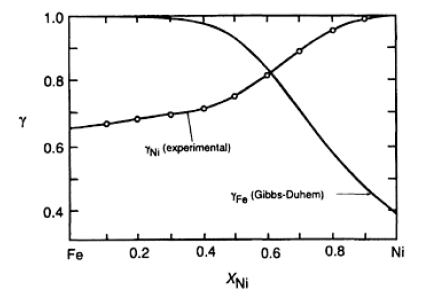 1.0
0.8
γ
0.6
0.4
γNi (experimental)
γFe (Gibbs-Duhem)
Fe 0.2 0.4 0.6 0.8 Ni
XNi